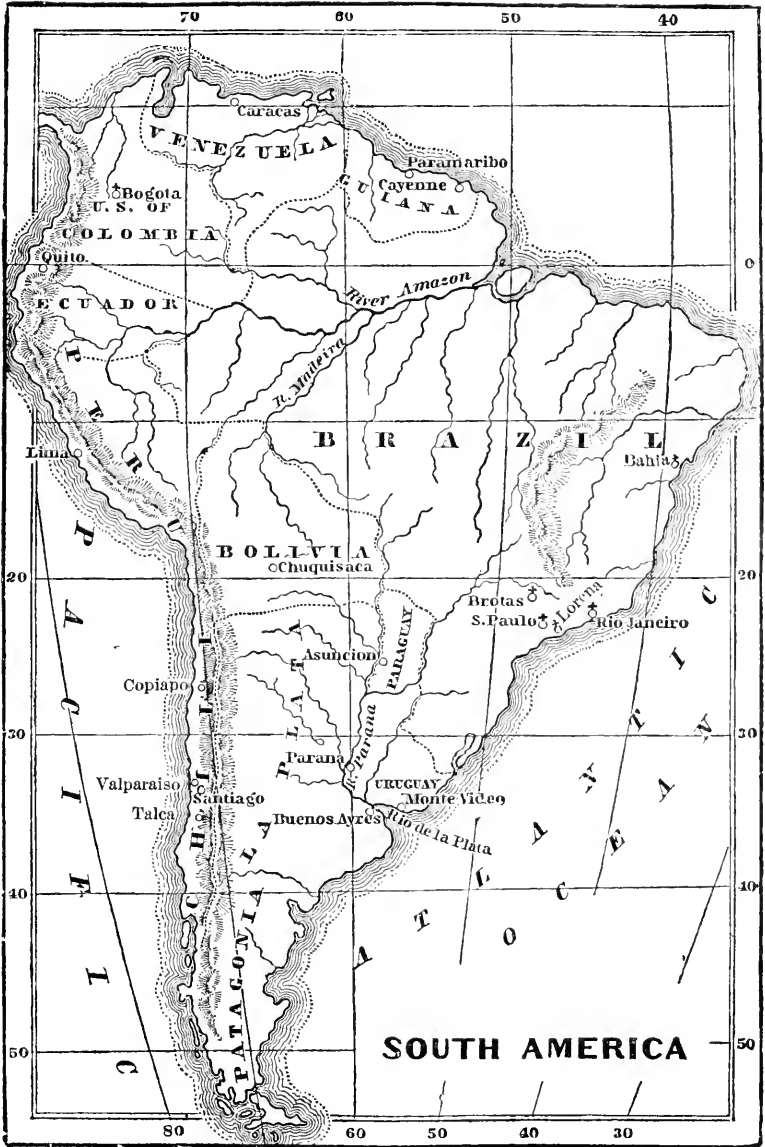 70 60 50 40
Caracas
VENEZUELA
Paramaribo
Cayenne
GUIANA
Bogota
U.S. OF
COLOMBIA
Quito.
0
River Amazon
ECUADOR
R. Madeira
PERU
BRAZIL
Lima
Bahia
PACIFIC
BOLIVIA
Chuquisaca
20 20
Brotas
Lorena
S.Paulo
Rio Janeiro
PARAGUAY
Asuncion
LA PLATA
Copiapo
CHILI
30 30
R. Parana
Parana
Valparaiso
Santiago
URUGUAY
Monte Video
Talca
Buenos Ayres
Rio de la Plata
ATLANTIC
OCEAN
40 40
PATAGONIA
50 50
SOUTH AMERICA
80 60 50 40 30